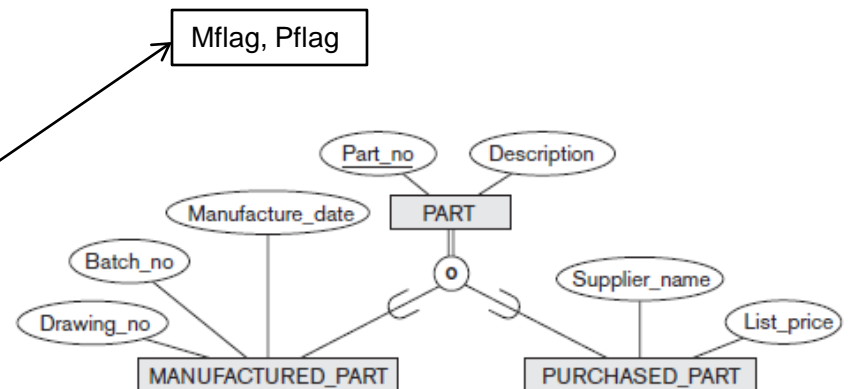 Mflag, Pflag
Part_no
Description
Manufacture_date
PART
Batch_no
o
Supplier_name
Drawing_no
List_price
MANUFACTURED_PART
PURCHASED_PART